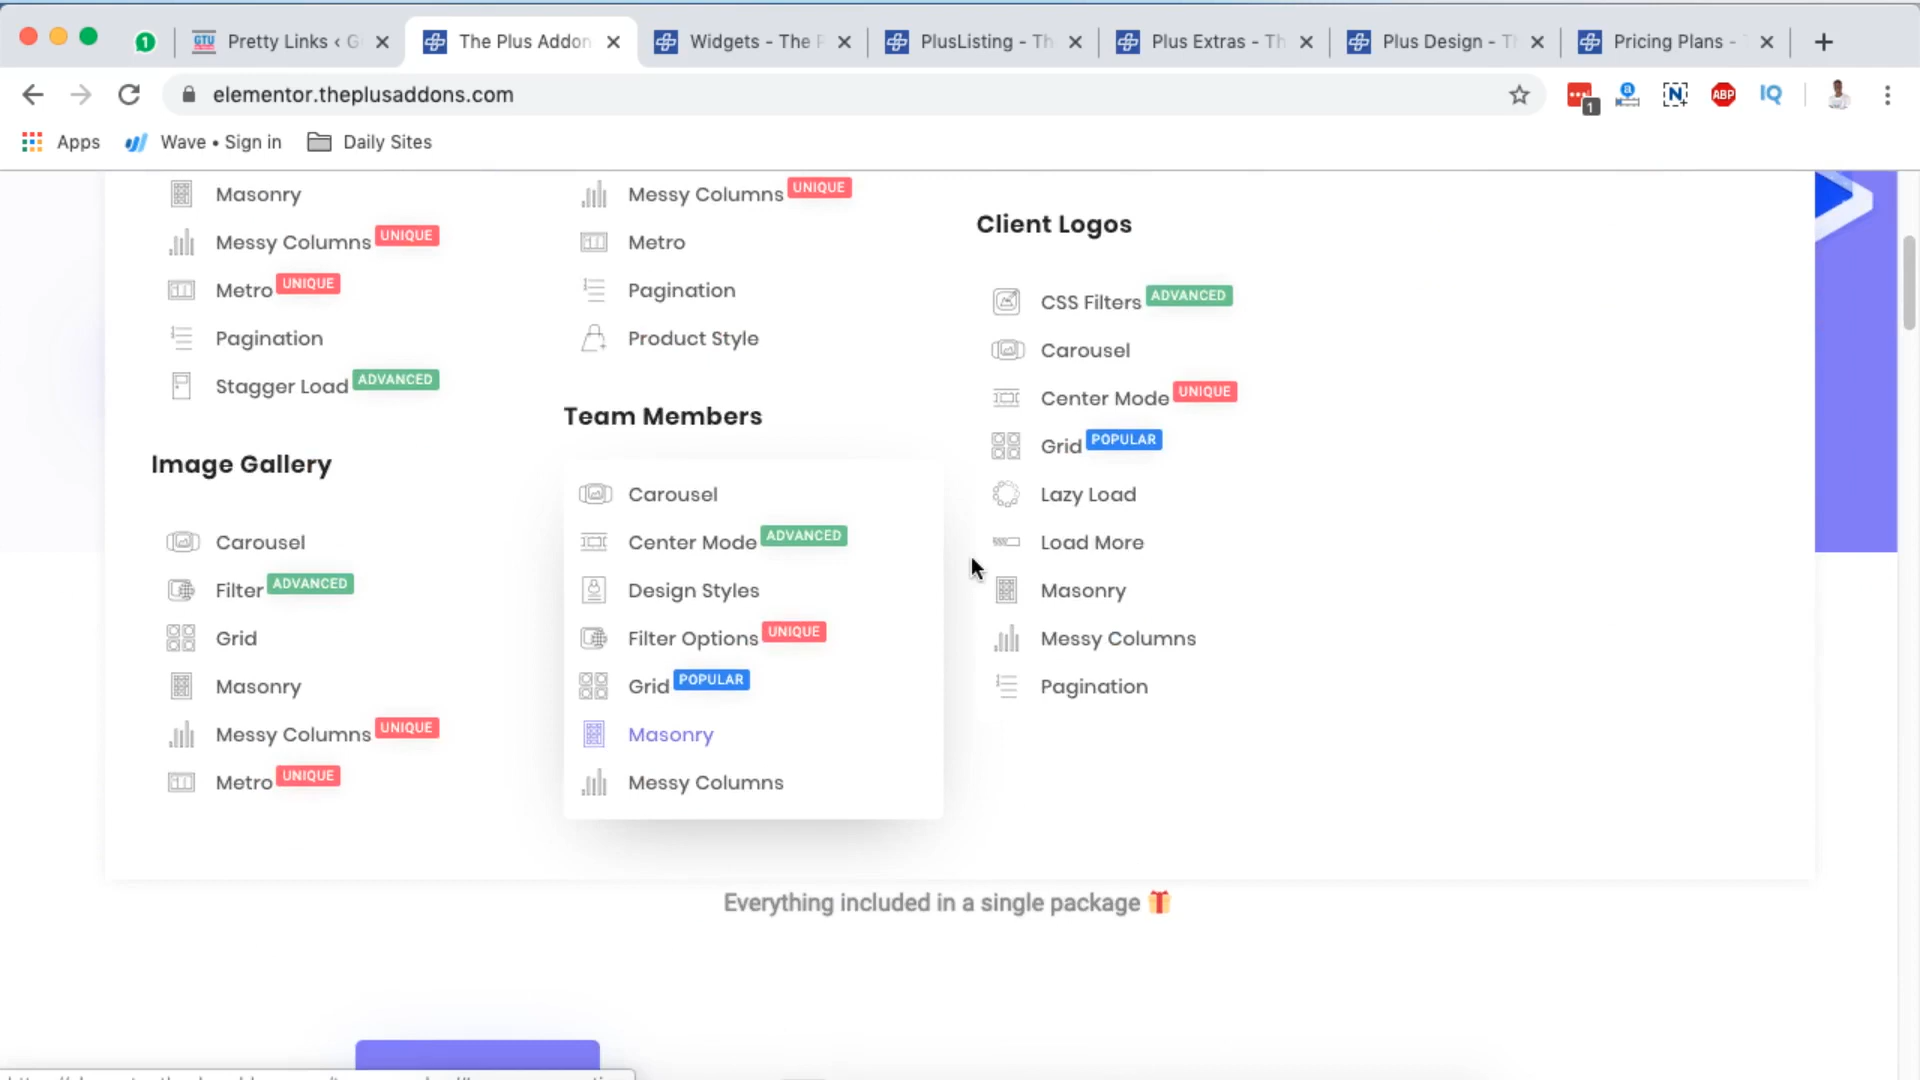 1
Pretty Links ‹ G
The Plus Addon
Widgets - The P
PlusListing - Th
Plus Extras - Th
Plus Design - T
Pricing Plans -
elementor.theplusaddons.com
1
N
ABP
IQ
Apps
Wave • Sign in
Daily Sites
Masonry
Messy Columns UNIQUE
Metro UNIQUE
Pagination
Stagger Load ADVANCED
Image Gallery
Carousel
Filter ADVANCED
Grid
Masonry
Messy Columns UNIQUE
Metro UNIQUE
Messy Columns UNIQUE
Metro
Pagination
Product Style
Team Members
Carousel
Center Mode ADVANCED
Design Styles
Filter Options UNIQUE
Grid POPULAR
Masonry
Messy Columns
Client Logos
CSS Filters ADVANCED
Carousel
Center Mode UNIQUE
Grid POPULAR
Lazy Load
Load More
Masonry
Messy Columns
Pagination
Everything included in a single package